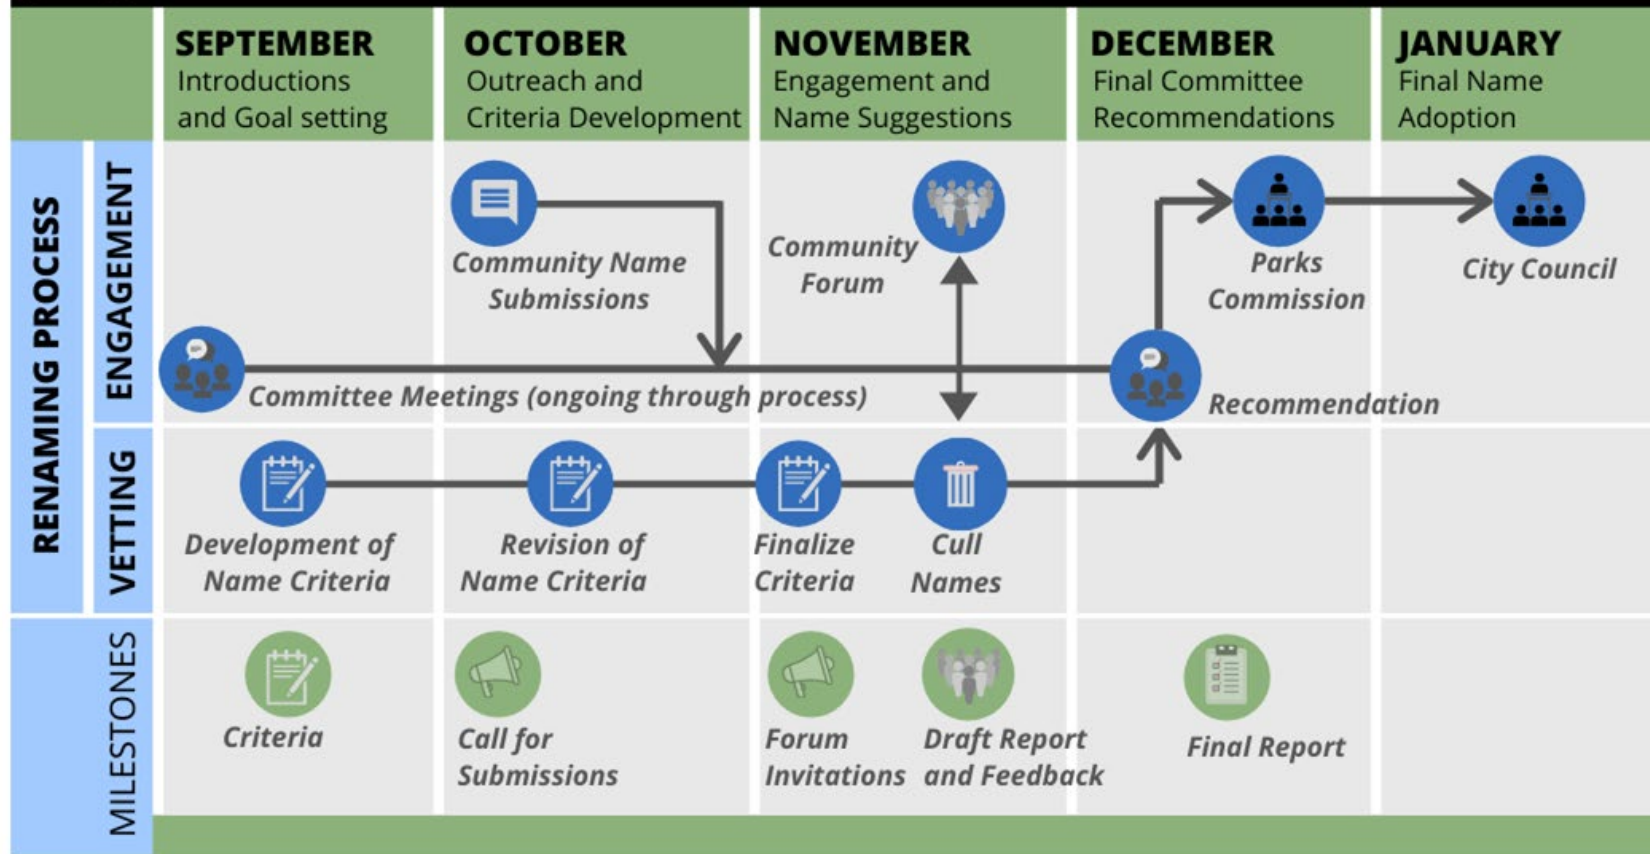 SEPTEMBER
Introductions
and Goal setting
OCTOBER
Outreach and
Criteria Development
NOVEMBER
Engagement and
Name Suggestions
DECEMBER
Final Committee
Recommendations
JANUARY
Final Name
Adoption
RENAMING PROCESS
ENGAGEMENT
Community Name
Submissions
Community
Forum
Parks
Commission
City Council
Committee Meetings (ongoing through process)
Recommendation
VETTING
Development of
Name Criteria
Revision of
Name Criteria
Finalize
Criteria
Cull
Names
MILESTONES
Criteria
Call for
Submissions
Forum
Invitations
Draft Report
and Feedback
Final Report